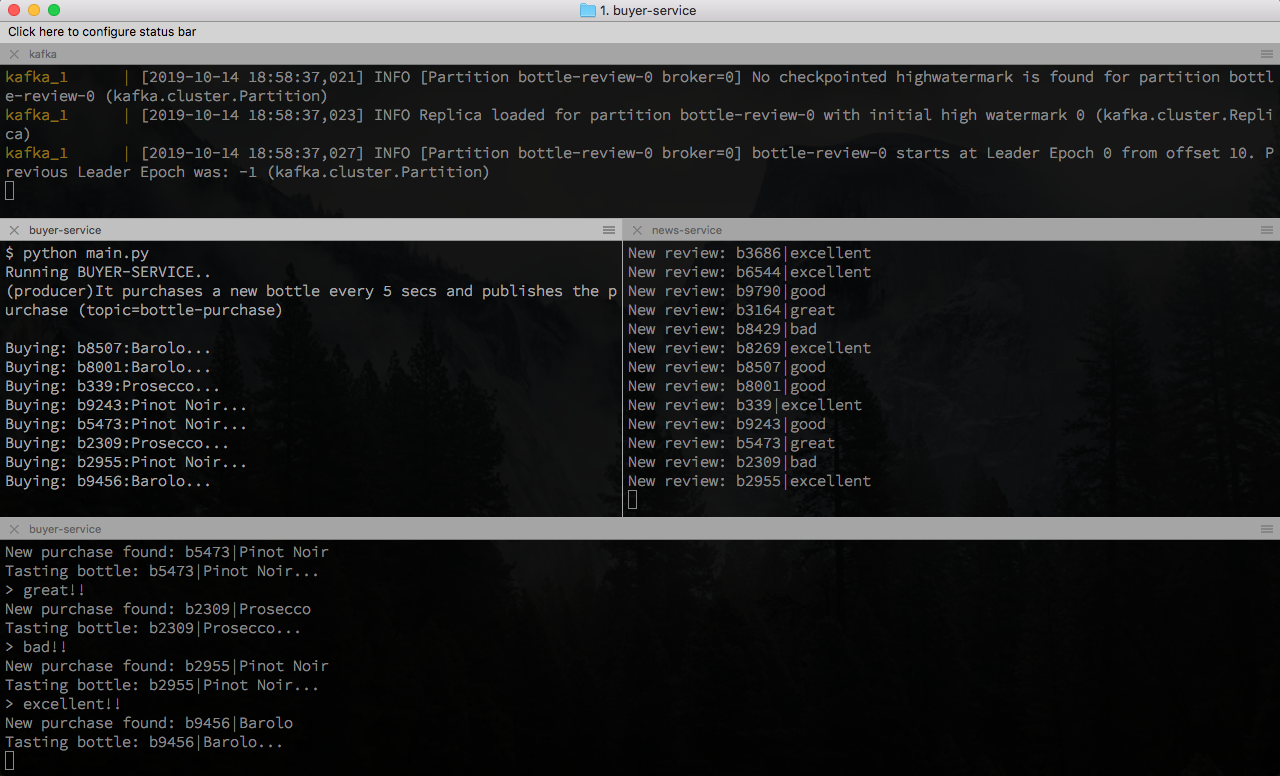 1. buyer-service
Click here to configure status bar
kafka
kafka_1      | [2019-10-14 18:58:37,021] INFO [Partition bottle-review-0 broker=0] No checkpointed highwatermark is found for partition bottl
e-review-0 (kafka.cluster.Partition)
kafka_1      | [2019-10-14 18:58:37,023] INFO Replica loaded for partition bottle-review-0 with initial high watermark 0 (kafka.cluster.Repli
ca)
kafka_1      | [2019-10-14 18:58:37,027] INFO [Partition bottle-review-0 broker=0] bottle-review-0 starts at Leader Epoch 0 from offset 10. P
revious Leader Epoch was: -1 (kafka.cluster.Partition)
buyer-service
$ python main.py
Running BUYER-SERVICE..
(producer)It purchases a new bottle every 5 secs and publishes the p
urchase (topic=bottle-purchase)
Buying: b8507:Barolo...
Buying: b8001:Barolo...
Buying: b339:Prosecco...
Buying: b9243:Pinot Noir...
Buying: b5473:Pinot Noir...
Buying: b2309:Prosecco...
Buying: b2955:Pinot Noir...
Buying: b9456:Barolo...
news-service
New review: b3686|excellent
New review: b6544|excellent
New review: b9790|good
New review: b3164|great
New review: b8429|bad
New review: b8269|excellent
New review: b8507|good
New review: b8001|good
New review: b339|excellent
New review: b9243|good
New review: b5473|great
New review: b2309|bad
New review: b2955|excellent
buyer-service
New purchase found: b5473|Pinot Noir
Tasting bottle: b5473|Pinot Noir...
> great!!
New purchase found: b2309|Prosecco
Tasting bottle: b2309|Prosecco...
> bad!!
New purchase found: b2955|Pinot Noir
Tasting bottle: b2955|Pinot Noir...
> excellent!!
New purchase found: b9456|Barolo
Tasting bottle: b9456|Barolo...